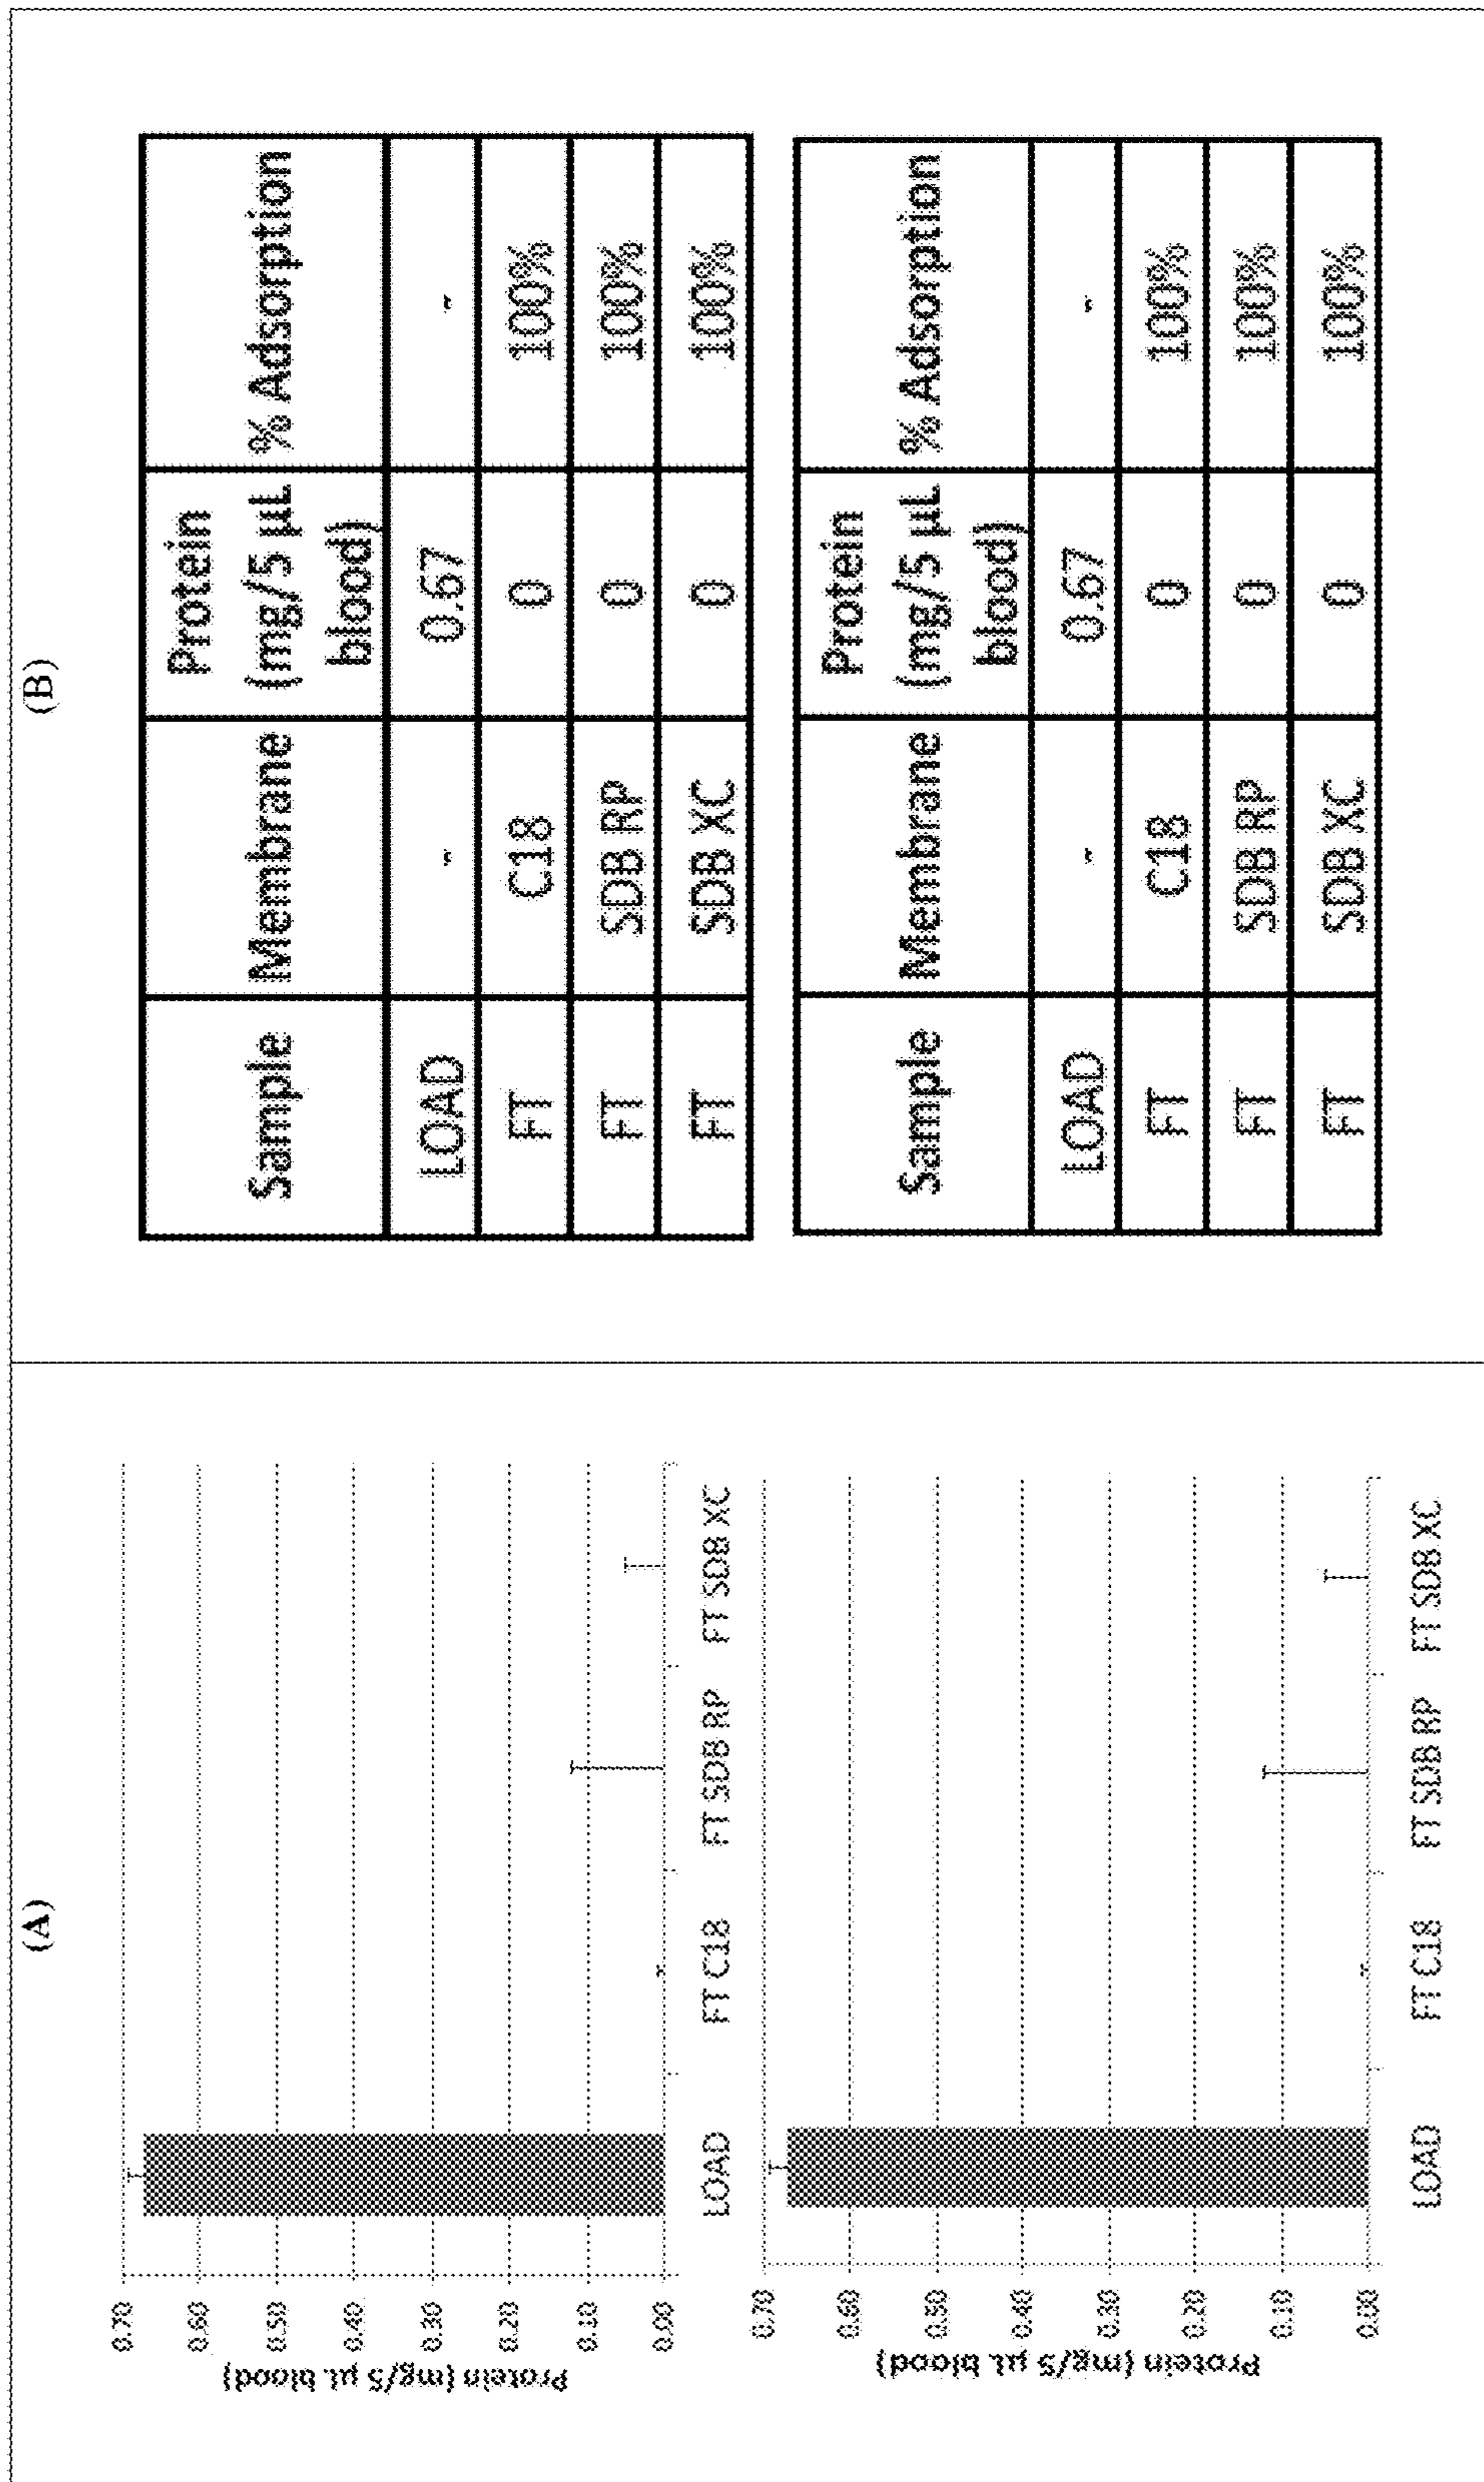 (A)
Protein (mg/5 µL blood)
0.70
0.60
0.50
0.40
0.30
0.20
0.10
0.00
LOAD FT C18 FT SDB RP FT SDB XC
Protein (mg/5 µL blood)
0.70
0.60
0.50
0.40
0.30
0.20
0.10
0.00
LOAD FT C18 FT SDB RP FT SDB XC
(B)
Sample Membrane Protein (mg/5 µL blood) % Adsorption
LOAD - 0.67 -
FT C18 0 100%
FT SDB RP 0 100%
FT SDB XC 0 100%
Sample Membrane Protein (mg/5 µL blood) % Adsorption
LOAD - 0.67 -
FT C18 0 100%
FT SDB RP 0 100%
FT SDB XC 0 100%